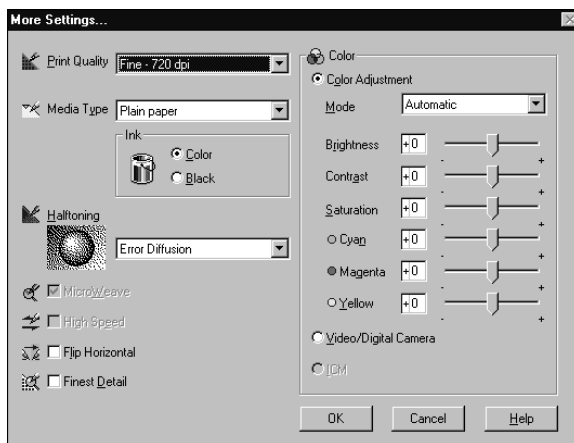 More Settings...
Print Quality
Fine - 720 dpi
Media Type
Plain paper
Ink
Color
Black
Halftoning
Error Diffusion
MicroWeave
High Speed
Flip Horizontal
Finest Detail
Color
Color Adjustment
Mode
Automatic
Brightness
+0
- +
Contrast
+0
- +
Saturation
+0
- +
Cyan
+0
- +
Magenta
+0
- +
Yellow
+0
- +
Video/Digital Camera
ICM
OK
Cancel
Help